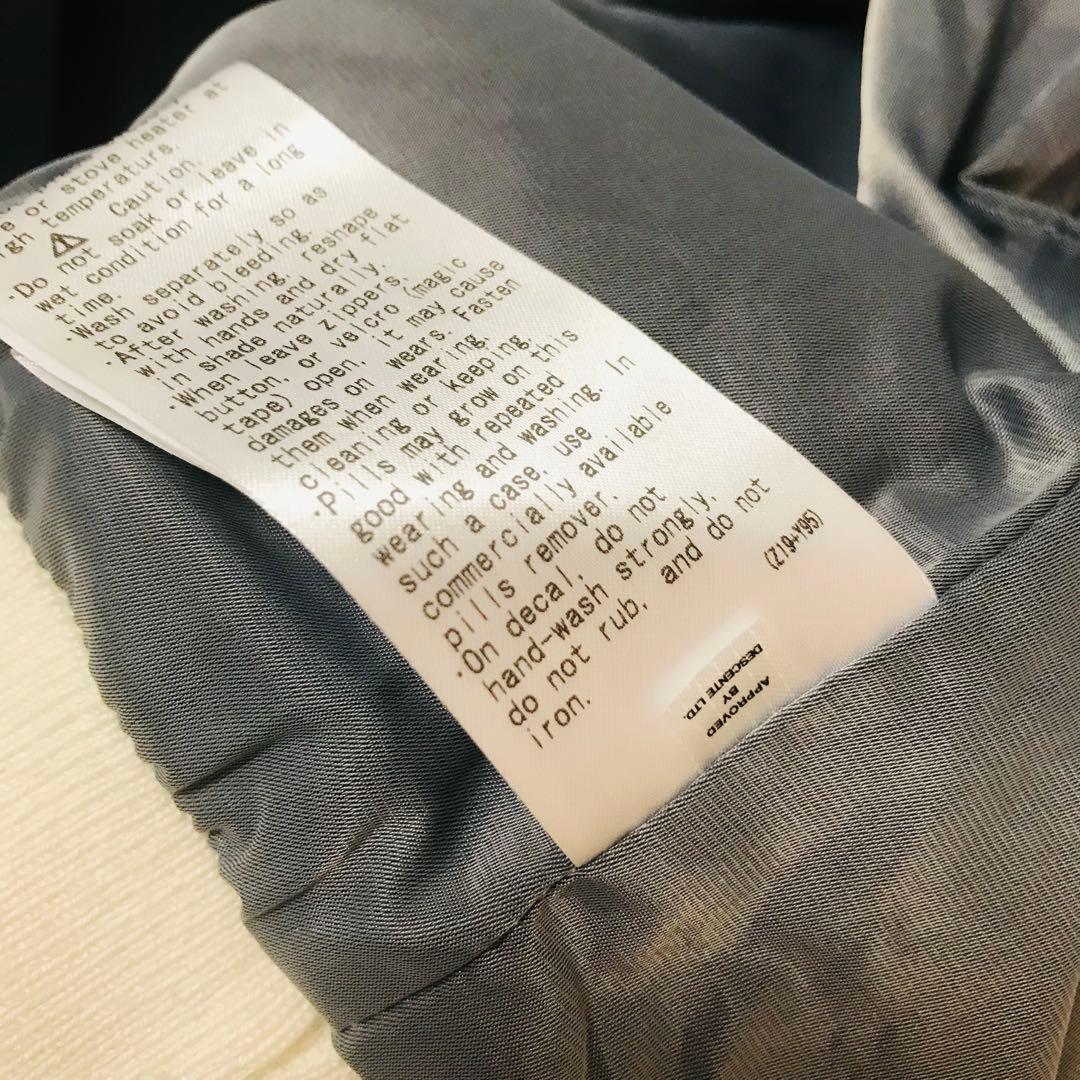 e or stove heater at
gh temperature.
Caution.
·Do not soak or leave in
wet condition for a long
time.
·Wash separately so as
to avoid bleeding.
·After washing, reshape
with hands and dry flat
in shade naturally.
·When leave zippers,
button, or velcro (magic
tape) open, it may cause
damages on wears. Fasten
them when wearing,
cleaning or keeping.
·Pills may grow on this
good with repeated
wearing and washing. In
such a case, use
commercially available
pills remover.
·On decal, do not
hand-wash strongly,
do not rub, and do not
iron.
(Z19+Y95)
APPROVED
BY
DESCENTE LTD.